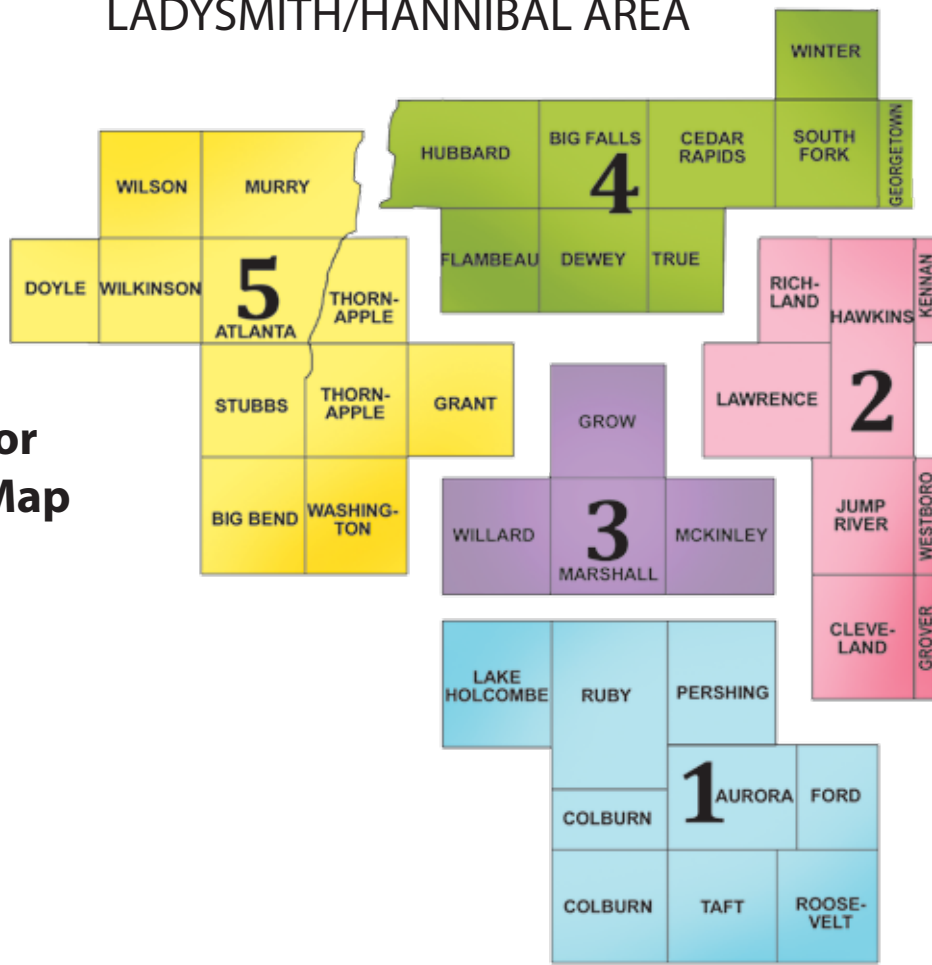 LADYSMITH/HANNIBAL AREA
WINTER
HUBBARD
BIG FALLS
CEDAR
RAPIDS
SOUTH
FORK
GEORGETOWN
4
FLAMBEAU
DEWEY
TRUE
WILSON
MURRY
DOYLE
WILKINSON
5
ATLANTA
THORN-
APPLE
STUBBS
THORN-
APPLE
GRANT
BIG BEND
WASHING-
TON
or
Map
RICH-
LAND
HAWKINS
KENNAN
LAWRENCE
2
JUMP
RIVER
WESTBORO
CLEVE-
LAND
GROVER
GROW
WILLARD
3
MARSHALL
MCKINLEY
LAKE
HOLCOMBE
RUBY
PERSHING
1
AURORA
FORD
COLBURN
COLBURN
TAFT
ROOSE-
VELT